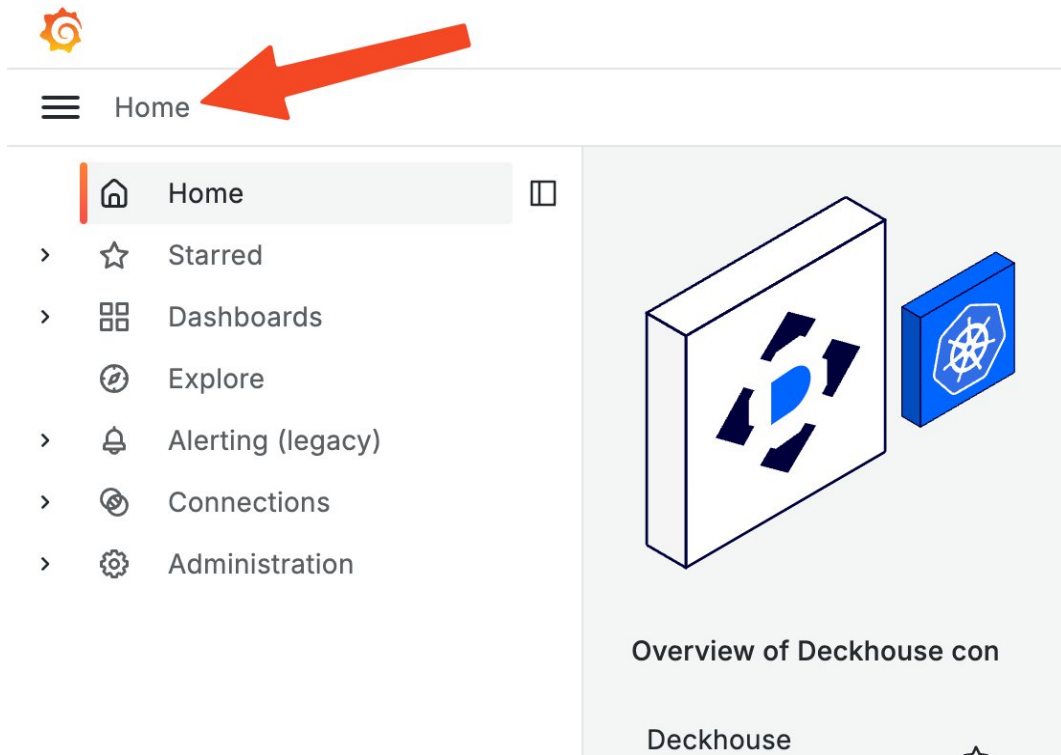 Home
Home
Starred
Dashboards
Explore
Alerting (legacy)
Connections
Administration
Overview of Deckhouse con
Deckhouse